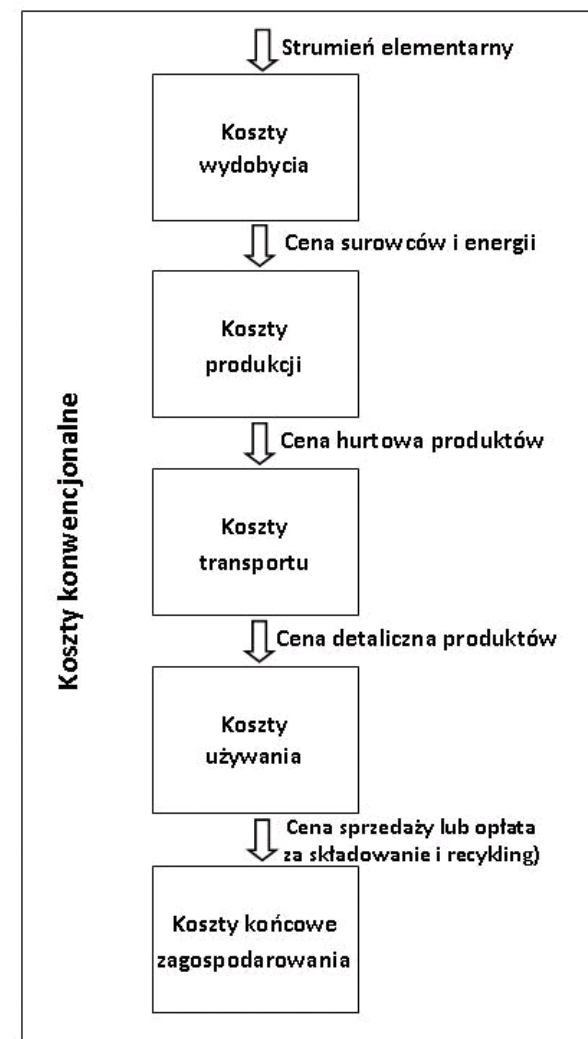 Strumień elementarny
Koszty
wydobycia
Cena surowców i energii
Koszty
produkcji
Cena hurtowa produktów
Koszty konwencjonalne
Koszty
transportu
Cena detaliczna produktów
Koszty
używania
Cena sprzedaży lub opłata
za składowanie i recykling)
Koszty końcowe
zagospodarowania